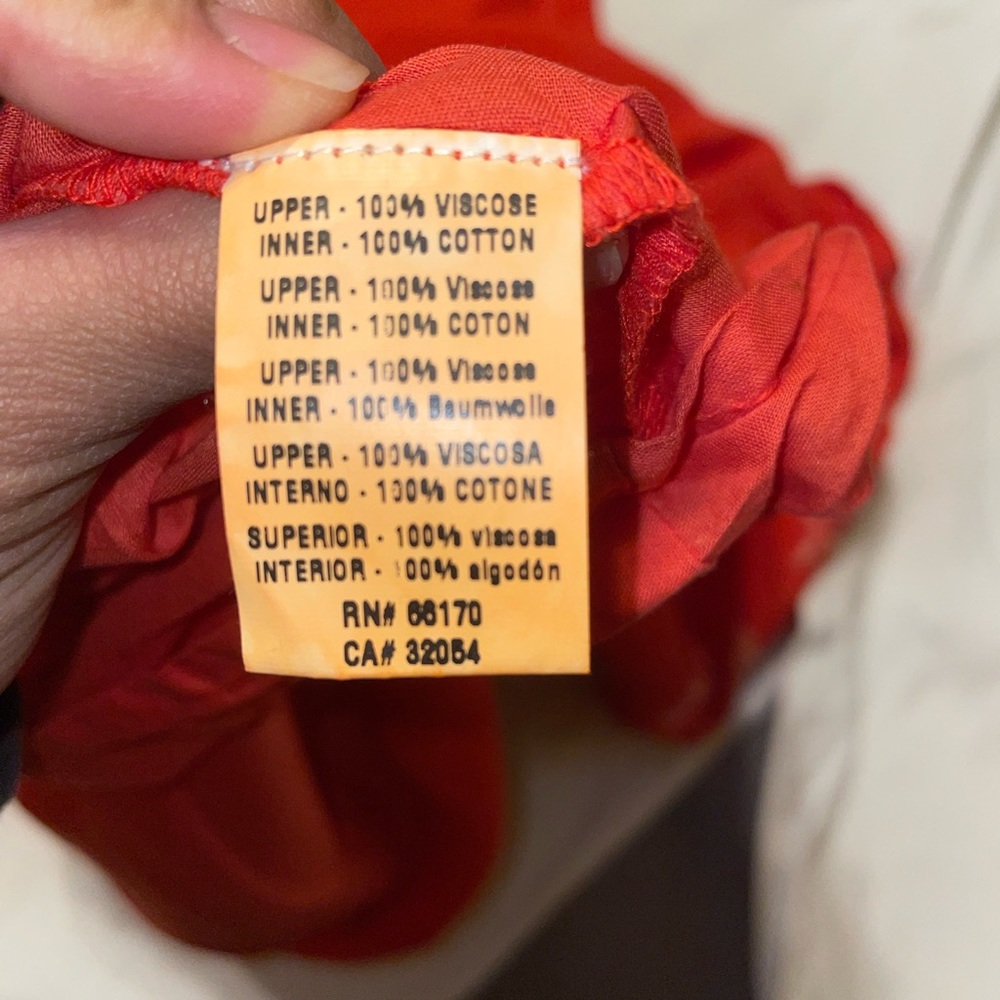 UPPER - 100% VISCOSE
INNER - 100% COTTON
UPPER - 100% Viscose
INNER - 100% COTON
UPPER - 100% Viscose
INNER - 100% Baumwolle
UPPER - 100% VISCOSA
INTERNO - 100% COTONE
SUPERIOR - 100% viscosa
INTERIOR - 100% algodón
RN# 66170
CA# 32054